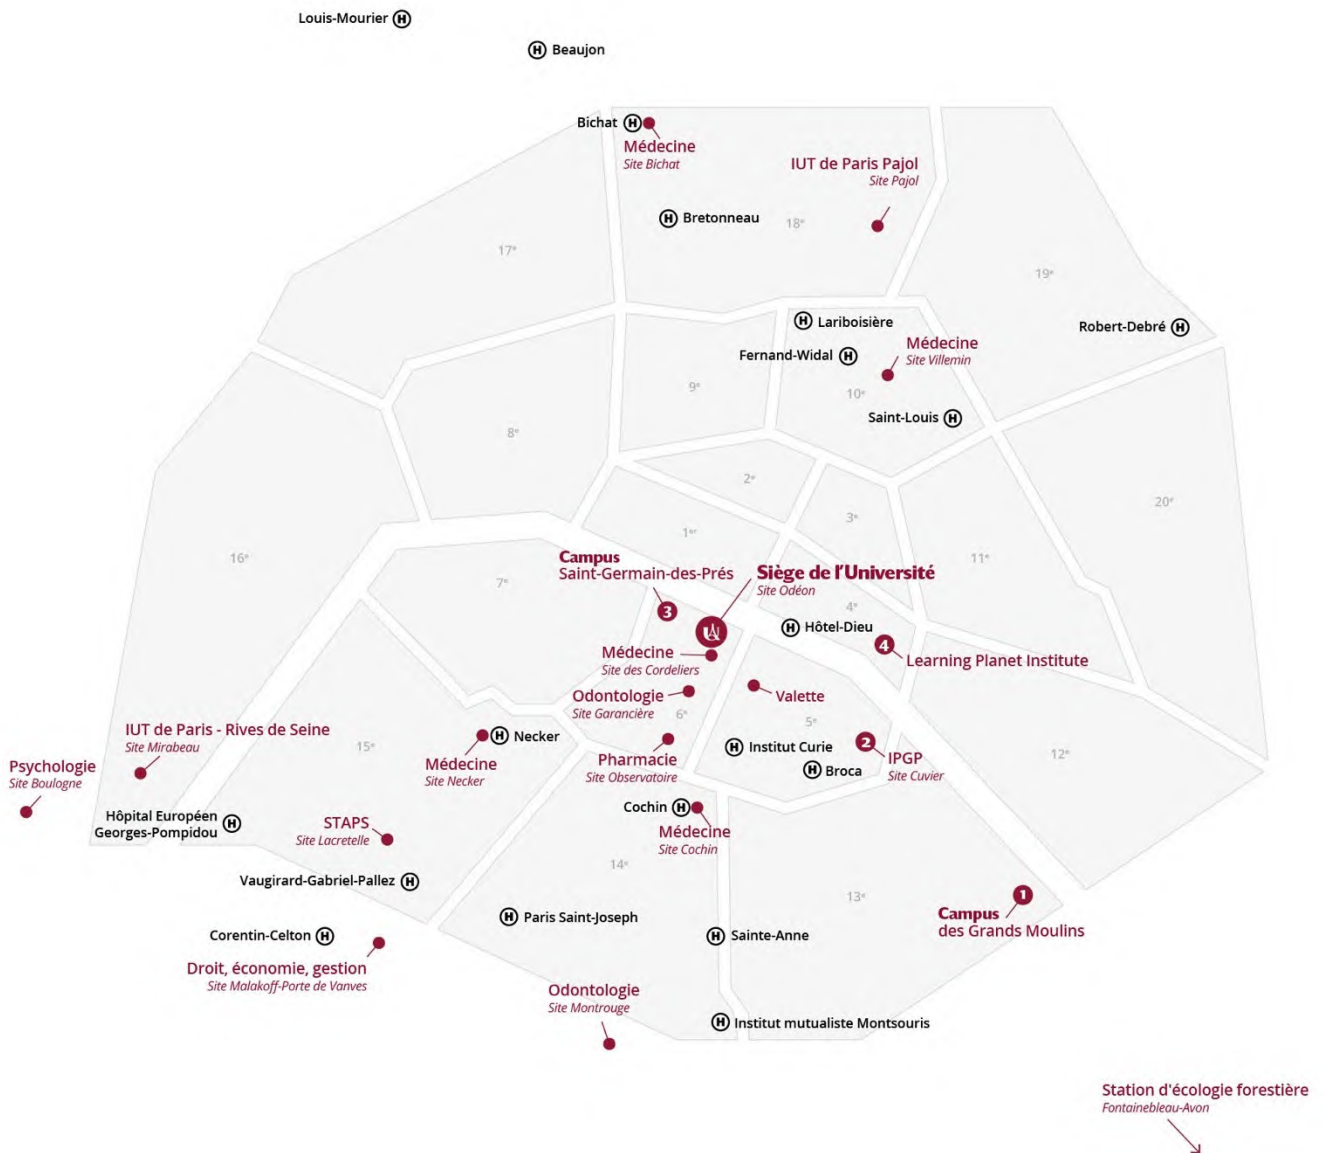 Louis-Mourier H
H Beaujon
Bichat H
Médecine
Site Bichat
IUT de Paris Pajol
Site Pajol
H Bretonneau
18e
17e
19e
H Lariboisière
Robert-Debré H
Fernand-Widal H
Médecine
Site Villemin
9e
10e
Saint-Louis H
8e
2e
3e
20e
1er
11e
16e
7e
Campus
Saint-Germain-des-Prés
3
Siège de l'Université
Site Odéon
4e
H Hôtel-Dieu
4
Learning Planet Institute
Médecine
Site des Cordeliers
Odontologie
Site Garancière
Valette
6e
5e
12e
IUT de Paris - Rives de Seine
Site Mirabeau
15e
H Necker
Médecine
Site Necker
Pharmacie
Site Observatoire
H Institut Curie
2
IPGP
Site Cuvier
H Broca
Psychologie
Site Boulogne
Hôpital Européen
Georges-Pompidou H
STAPS
Site Lacretelle
Cochin H
Médecine
Site Cochin
14e
13e
Vaugirard-Gabriel-Pallez H
1
Campus
des Grands Moulins
H Paris Saint-Joseph
Corentin-Celton H
H Sainte-Anne
Droit, économie, gestion
Site Malakoff-Porte de Vanves
Odontologie
Site Montrouge
H Institut mutualiste Montsouris
Station d'écologie forestière
Fontainebleau-Avon